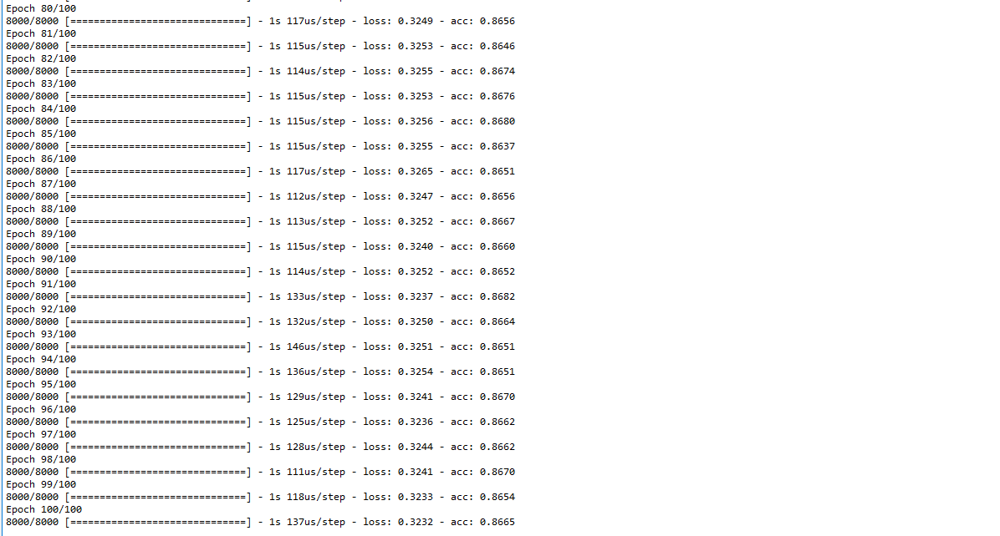 Epoch 80/100
8000/8000 [==============================] - 1s 117us/step - loss: 0.3249 - acc: 0.8656
Epoch 81/100
8000/8000 [==============================] - 1s 115us/step - loss: 0.3253 - acc: 0.8646
Epoch 82/100
8000/8000 [==============================] - 1s 114us/step - loss: 0.3255 - acc: 0.8674
Epoch 83/100
8000/8000 [==============================] - 1s 115us/step - loss: 0.3253 - acc: 0.8676
Epoch 84/100
8000/8000 [==============================] - 1s 115us/step - loss: 0.3256 - acc: 0.8680
Epoch 85/100
8000/8000 [==============================] - 1s 115us/step - loss: 0.3255 - acc: 0.8637
Epoch 86/100
8000/8000 [==============================] - 1s 117us/step - loss: 0.3265 - acc: 0.8651
Epoch 87/100
8000/8000 [==============================] - 1s 112us/step - loss: 0.3247 - acc: 0.8656
Epoch 88/100
8000/8000 [==============================] - 1s 113us/step - loss: 0.3252 - acc: 0.8667
Epoch 89/100
8000/8000 [==============================] - 1s 115us/step - loss: 0.3240 - acc: 0.8660
Epoch 90/100
8000/8000 [==============================] - 1s 114us/step - loss: 0.3252 - acc: 0.8652
Epoch 91/100
8000/8000 [==============================] - 1s 133us/step - loss: 0.3237 - acc: 0.8682
Epoch 92/100
8000/8000 [==============================] - 1s 132us/step - loss: 0.3250 - acc: 0.8664
Epoch 93/100
8000/8000 [==============================] - 1s 146us/step - loss: 0.3251 - acc: 0.8651
Epoch 94/100
8000/8000 [==============================] - 1s 136us/step - loss: 0.3254 - acc: 0.8651
Epoch 95/100
8000/8000 [==============================] - 1s 129us/step - loss: 0.3241 - acc: 0.8670
Epoch 96/100
8000/8000 [==============================] - 1s 125us/step - loss: 0.3236 - acc: 0.8662
Epoch 97/100
8000/8000 [==============================] - 1s 128us/step - loss: 0.3244 - acc: 0.8662
Epoch 98/100
8000/8000 [==============================] - 1s 111us/step - loss: 0.3241 - acc: 0.8670
Epoch 99/100
8000/8000 [==============================] - 1s 118us/step - loss: 0.3233 - acc: 0.8654
Epoch 100/100
8000/8000 [==============================] - 1s 137us/step - loss: 0.3232 - acc: 0.8665